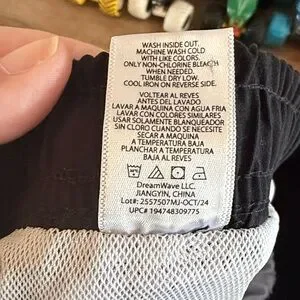 WASH INSIDE OUT.
MACHINE WASH COLD
WITH LIKE COLORS.
ONLY NON-CHLORINE BLEACH
WHEN NEEDED.
TUMBLE DRY LOW.
COOL IRON ON REVERSE SIDE.
VOLTEAR AL REVES
ANTES DEL LAVADO
LAVAR A MAQUINA CON AGUA FRIA
LAVAR CON COLORES SIMILARES
USAR SOLAMENTE BLANQUEADOR
SIN CLORO CUANDO SE NECESITE
SECAR A MAQUINA
A TEMPERATURA BAJA
PLANCHAR A TEMPERATURA
BAJA AL REVES
DreamWave LLC.
JIANGYIN, CHINA
Lot#: 2557507MJ-OCT/24
UPC# 194748309775